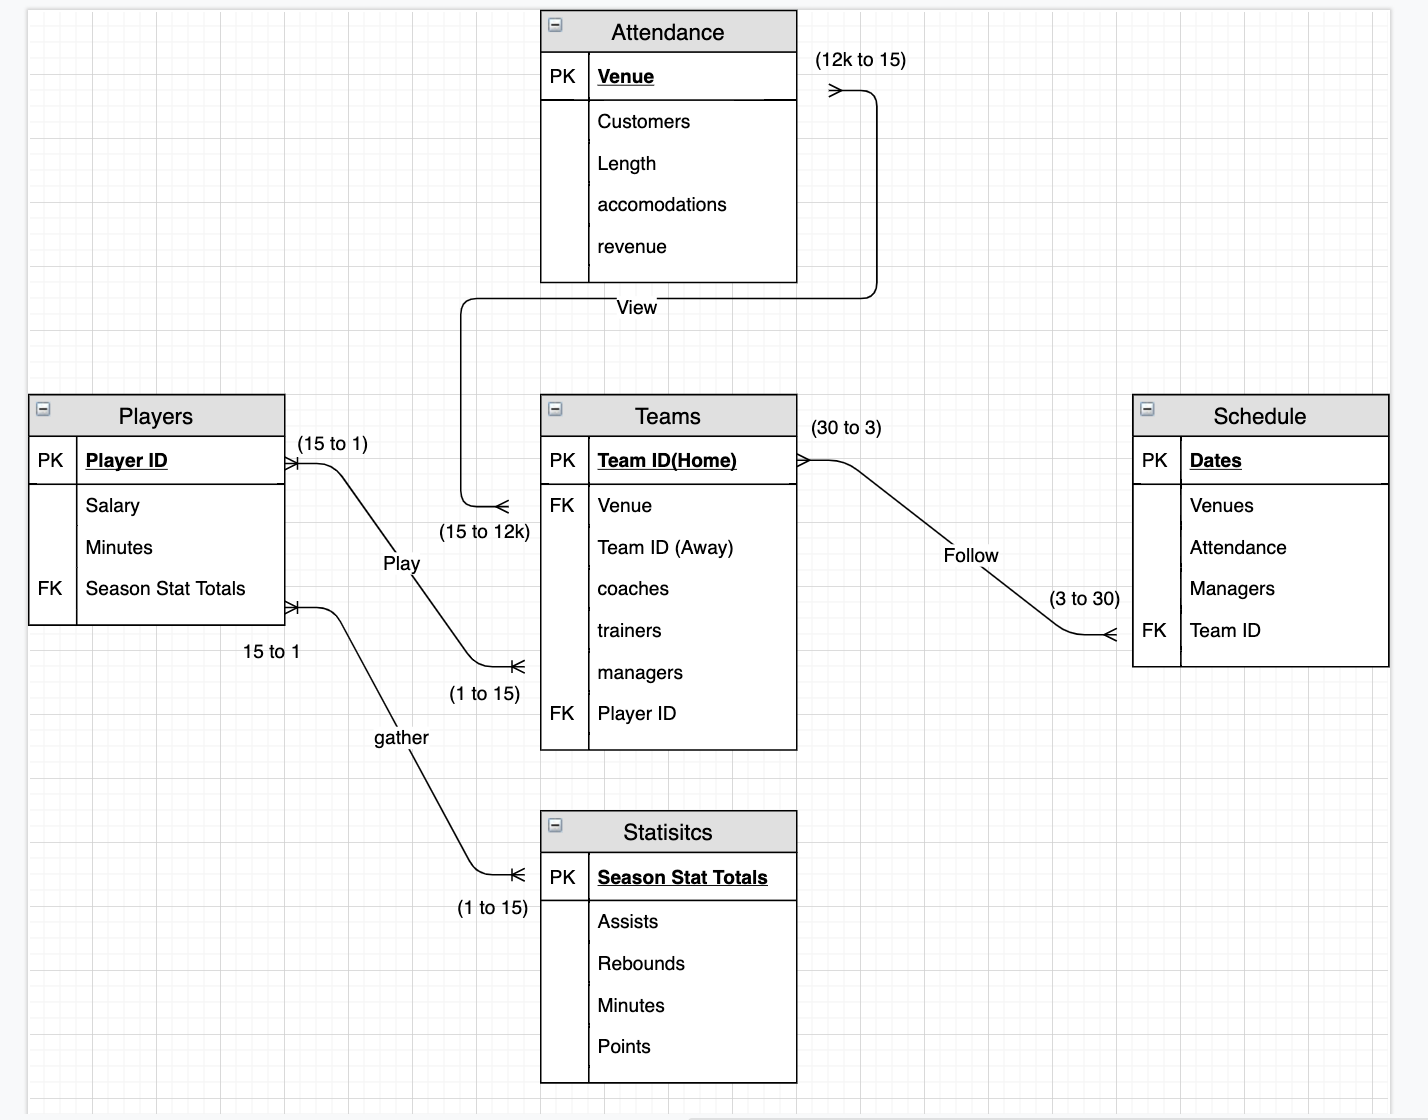 Attendance
(12k to 15)
PK Venue
Customers
Length
accomodations
revenue
View
Players
PK Player ID
Salary
Minutes
FK Season Stat Totals
(15 to 1)
Play
(1 to 15)
15 to 1
gather
(1 to 15)
(15 to 12k)
Teams
PK Team ID(Home)
FK Venue
Team ID (Away)
coaches
trainers
managers
FK Player ID
(30 to 3)
Follow
(3 to 30)
Schedule
PK Dates
Venues
Attendance
Managers
FK Team ID
Statisitcs
PK Season Stat Totals
Assists
Rebounds
Minutes
Points